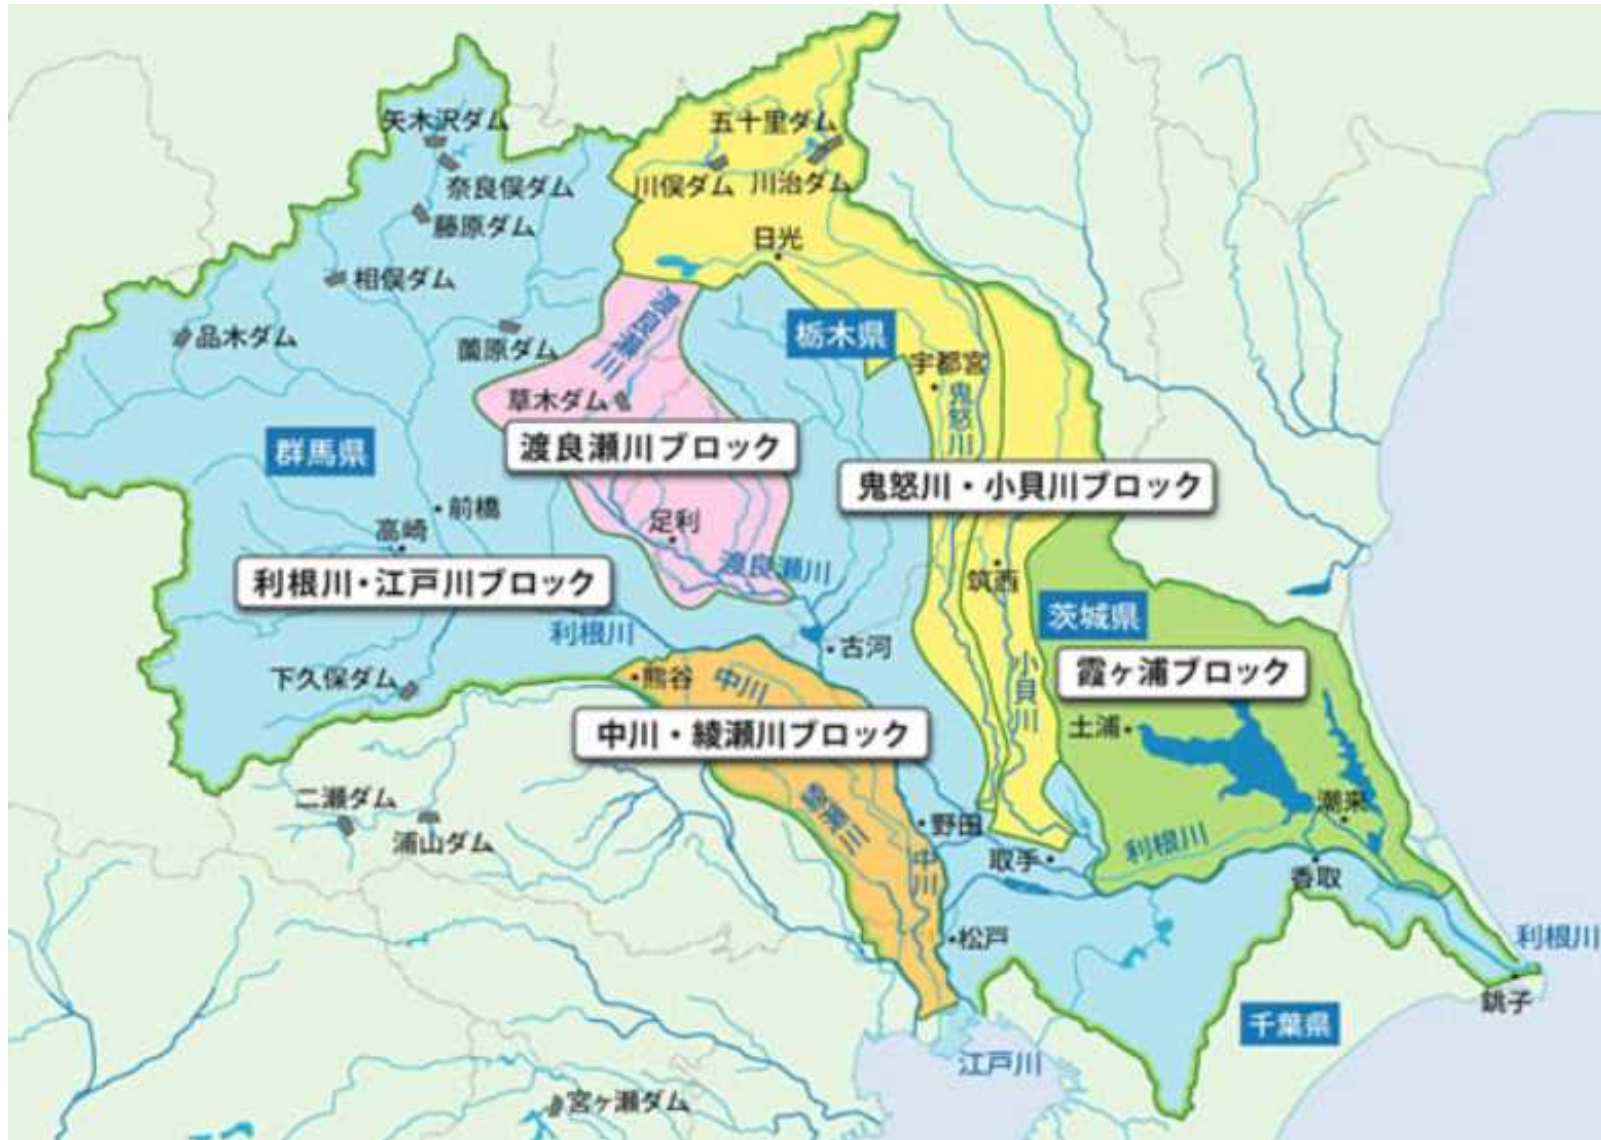 矢木沢ダム
五十里ダム
奈良俣ダム
川俣ダム
川治ダム
藤原ダム
日光
相俣ダム
渡良瀬川
品木ダム
薗原ダム
栃木県
宇都宮
草木ダム
鬼怒川
群馬県
渡良瀬川ブロック
鬼怒川・小貝川ブロック
前橋
高崎
足利
渡良瀬川
利根川・江戸川ブロック
筑西
茨城県
利根川
古河
下久保ダム
熊谷
中川
小貝川
霞ヶ浦ブロック
中川・綾瀬川ブロック
土浦
二瀬ダム
浦山ダム
潮来
野田
中川
取手
利根川
香取
松戸
利根川
銚子
千葉県
江戸川
宮ヶ瀬ダム